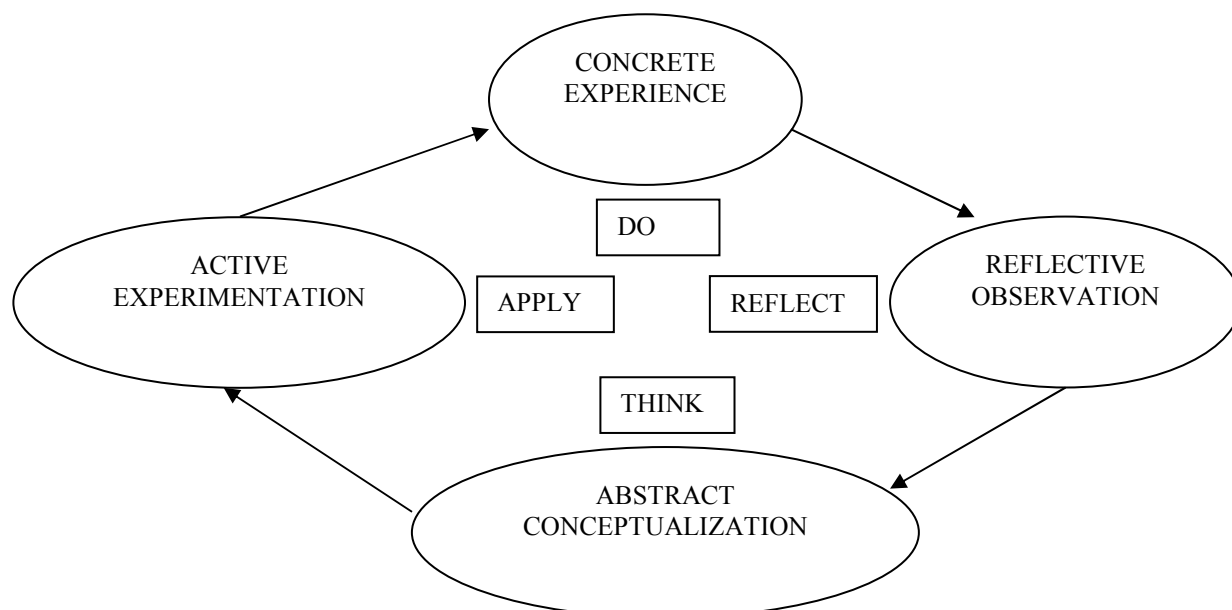 CONCRETE
EXPERIENCE
DO
ACTIVE
EXPERIMENTATION
APPLY
REFLECT
REFLECTIVE
OBSERVATION
THINK
ABSTRACT
CONCEPTUALIZATION